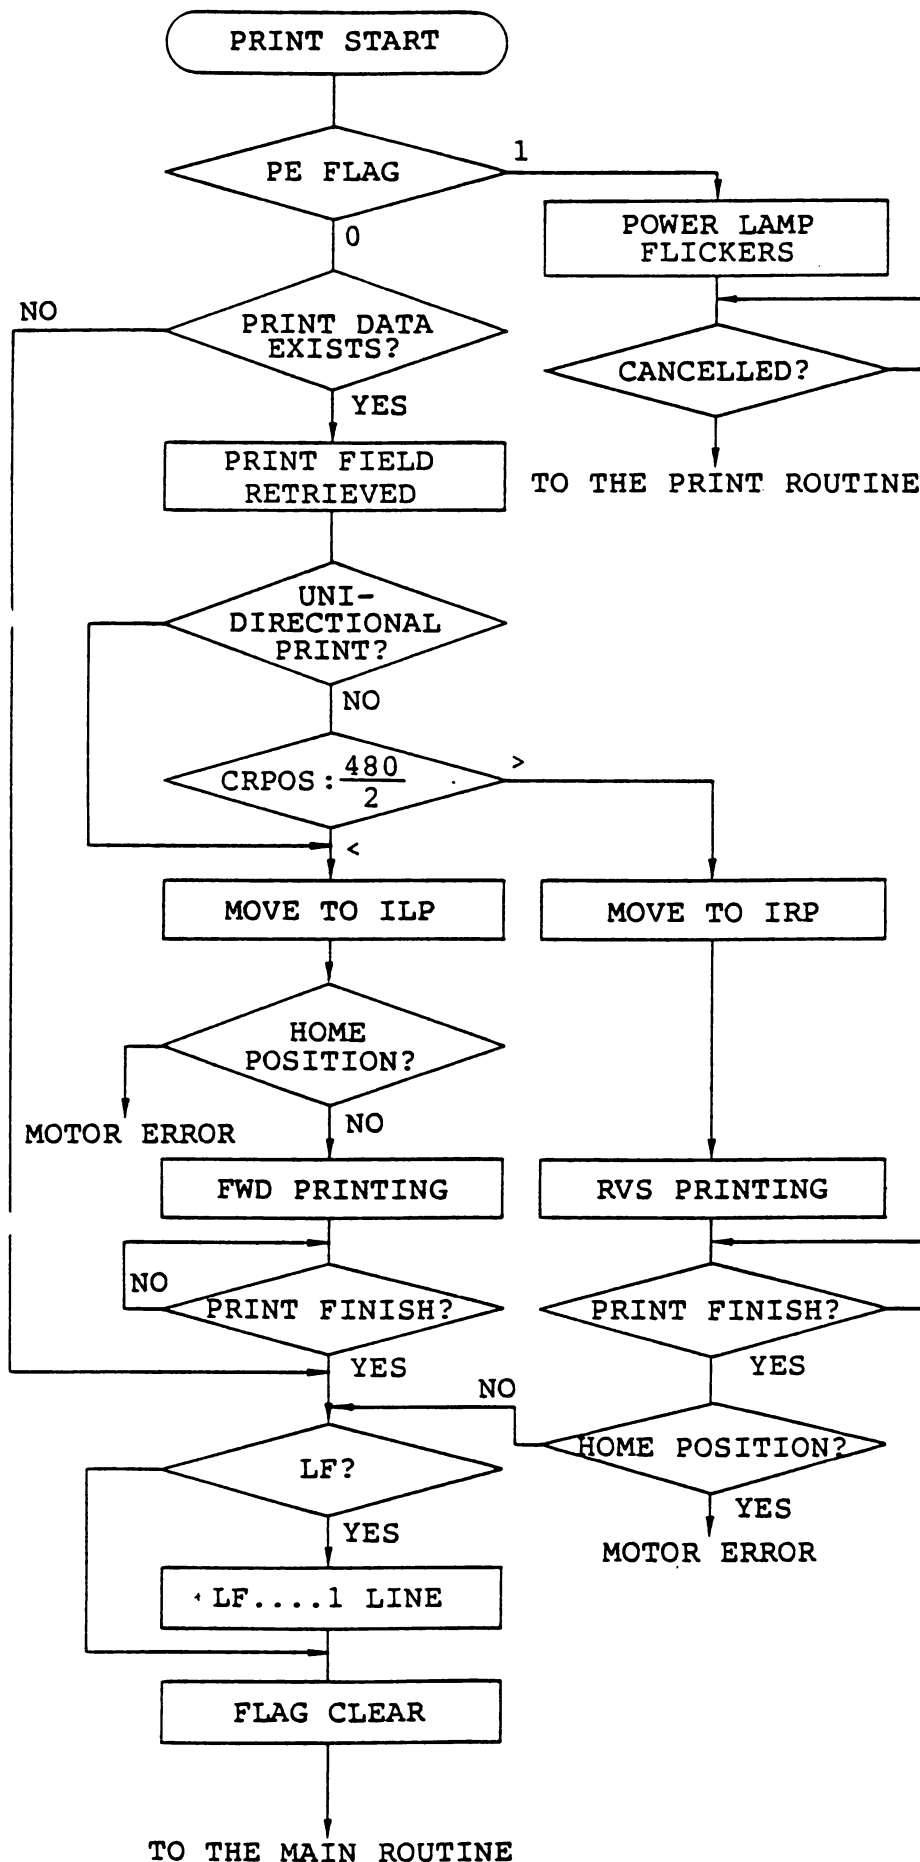 PRINT START
PE FLAG
1
0
POWER LAMP
FLICKERS
NO
PRINT DATA
EXISTS?
CANCELLED?
YES
PRINT FIELD
RETRIEVED
TO THE PRINT ROUTINE
UNI-
DIRECTIONAL
PRINT?
NO
CRPOS: 480
2
>
<
MOVE TO ILP
MOVE TO IRP
HOME
POSITION?
MOTOR ERROR
NO
FWD PRINTING
RVS PRINTING
NO
PRINT FINISH?
PRINT FINISH?
YES
YES
NO
LF?
HOME POSITION?
YES
YES
MOTOR ERROR
LF....1 LINE
FLAG CLEAR
TO THE MAIN ROUTINE